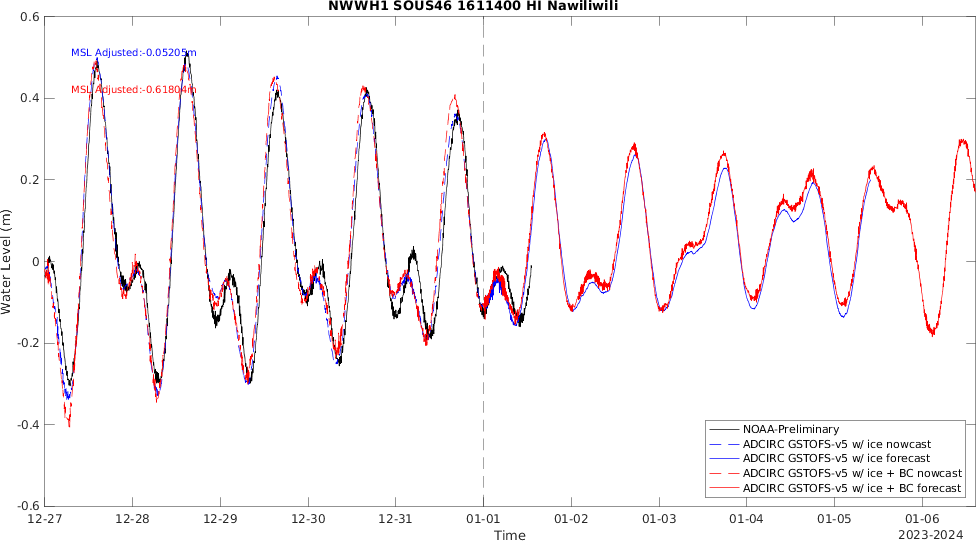 NWWH1 SOUS46 1611400 HI Nawiliwili
0.6
0.4
0.2
0
-0.2
-0.4
-0.6
Water Level (m)
MSL Adjusted:-0.05205m
MSL Adjusted:-0.61804m
NOAA-Preliminary
ADCIRC GSTOFS-v5 w/ ice nowcast
ADCIRC GSTOFS-v5 w/ ice forecast
ADCIRC GSTOFS-v5 w/ ice + BC nowcast
ADCIRC GSTOFS-v5 w/ ice + BC forecast
12-27 12-28 12-29 12-30 12-31 01-01 01-02 01-03 01-04 01-05 01-06
Time
2023-2024